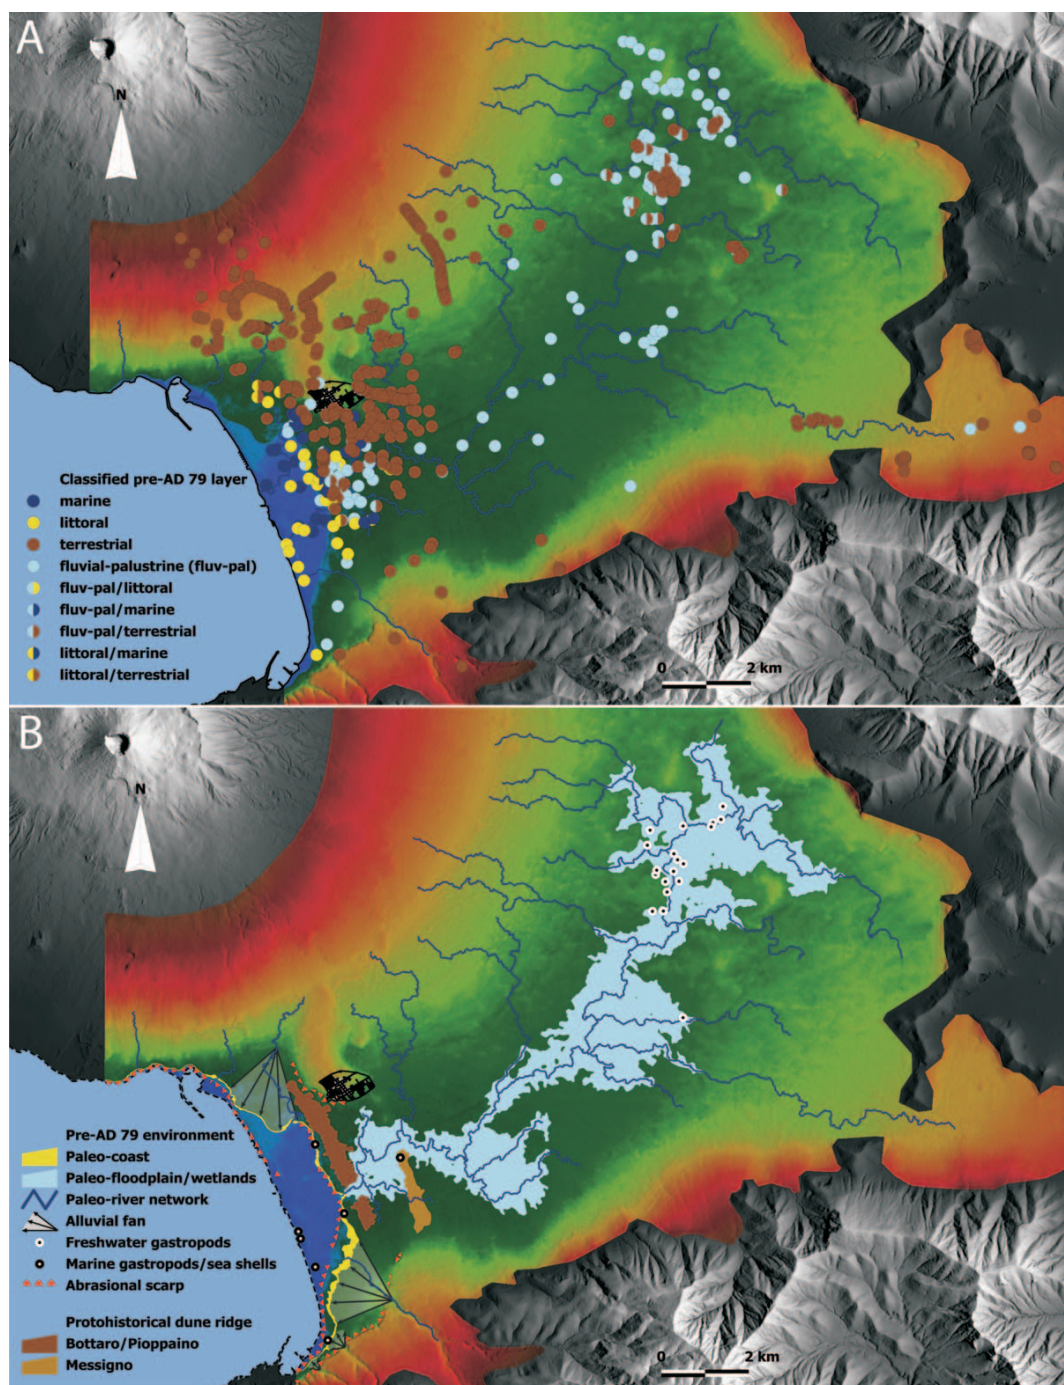 A
N
Classified pre-AD 79 layer
marine
littoral
terrestrial
fluvial-palustrine (fluv-pal)
fluv-pal/littoral
fluv-pal/marine
fluv-pal/terrestrial
littoral/marine
littoral/terrestrial
0 2 km
B
N
Pre-AD 79 environment
Paleo-coast
Paleo-floodplain/wetlands
Paleo-river network
Alluvial fan
Freshwater gastropods
Marine gastropods/sea shells
Abrasional scarp
Protohistorical dune ridge
Bottaro/Pioppaino
Messigno
0 2 km